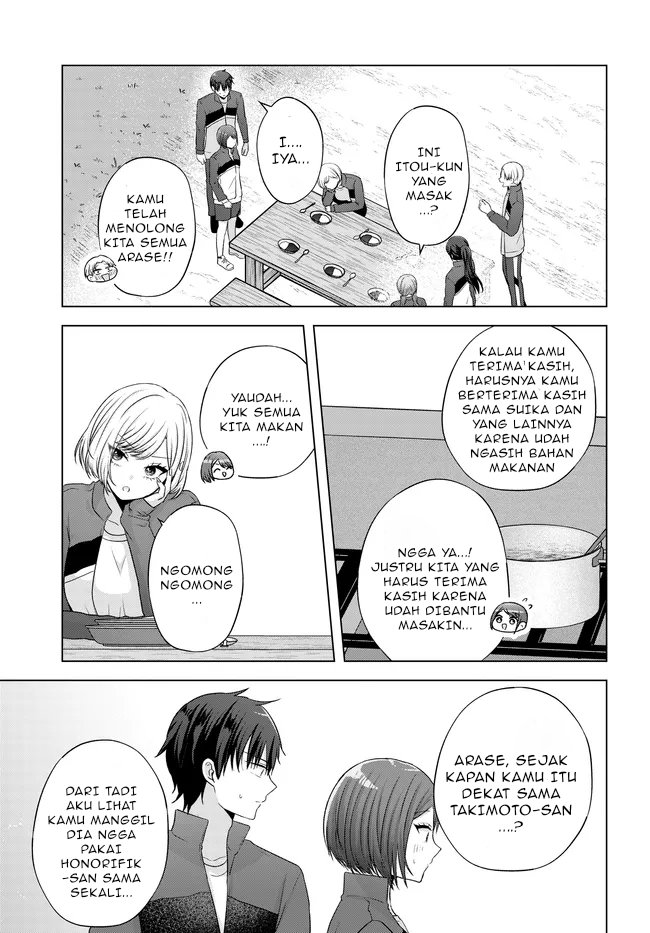 INI
ITOU-KUN
YANG
MASAK
...?
I....
IYA...
KAMU
TELAH
MENOLONG
KITA SEMUA
ARASE!!
KALAU KAMU
TERIMA KASIH,
HARUSNYA KAMU
BERTERIMA KASIH
SAMA SUIKA DAN
YANG LAINNYA
KARENA UDAH
NGASIH BAHAN
MAKANAN
NGGA YA...!
JUSTRU KITA YANG
HARUS TERIMA
KASIH KARENA
UDAH DIBANTU
MASAKIN...
YAUDAH...
YUK SEMUA
KITA MAKAN
....!
NGOMONG
NGOMONG
...
ARASE, SEJAK
KAPAN KAMU ITU
DEKAT SAMA
TAKIMOTO-SAN
....?
DARI TADI
AKU LIHAT
KAMU MANGGIL
DIA NGGA
PAKAI
HONORIFIK
-SAN SAMA
SEKALI...